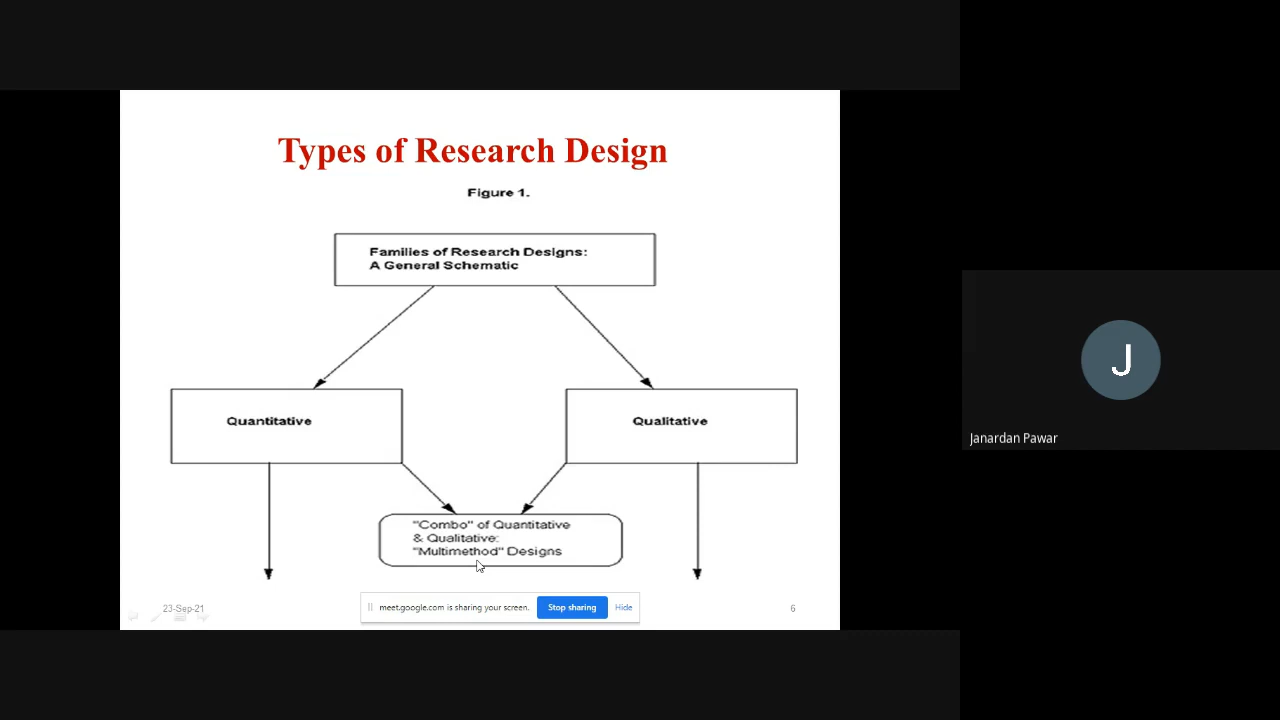 Types of Research Design
Figure 1.
Families of Research Designs:
A General Schematic
Quantitative
Qualitative
"Combo" of Quantitative
& Qualitative:
"Multimethod" Designs
23-Sep-21
meet.google.com is sharing your screen.
Stop sharing
Hide
6
J
Janardan Pawar